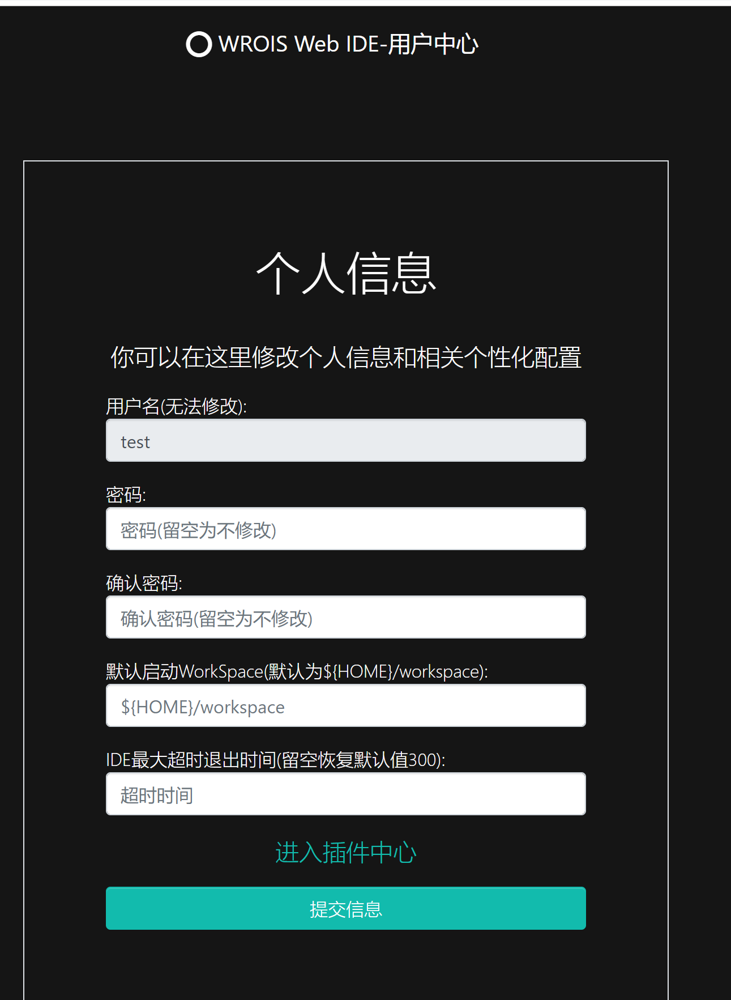 WROIS Web IDE-用户中心
个人信息
你可以在这里修改个人信息和相关个性化配置
用户名(无法修改):
test
密码:
密码(留空为不修改)
确认密码:
确认密码(留空为不修改)
默认启动WorkSpace(默认为${HOME}/workspace):
${HOME}/workspace
IDE最大超时退出时间(留空恢复默认值300):
超时时间
进入插件中心
提交信息